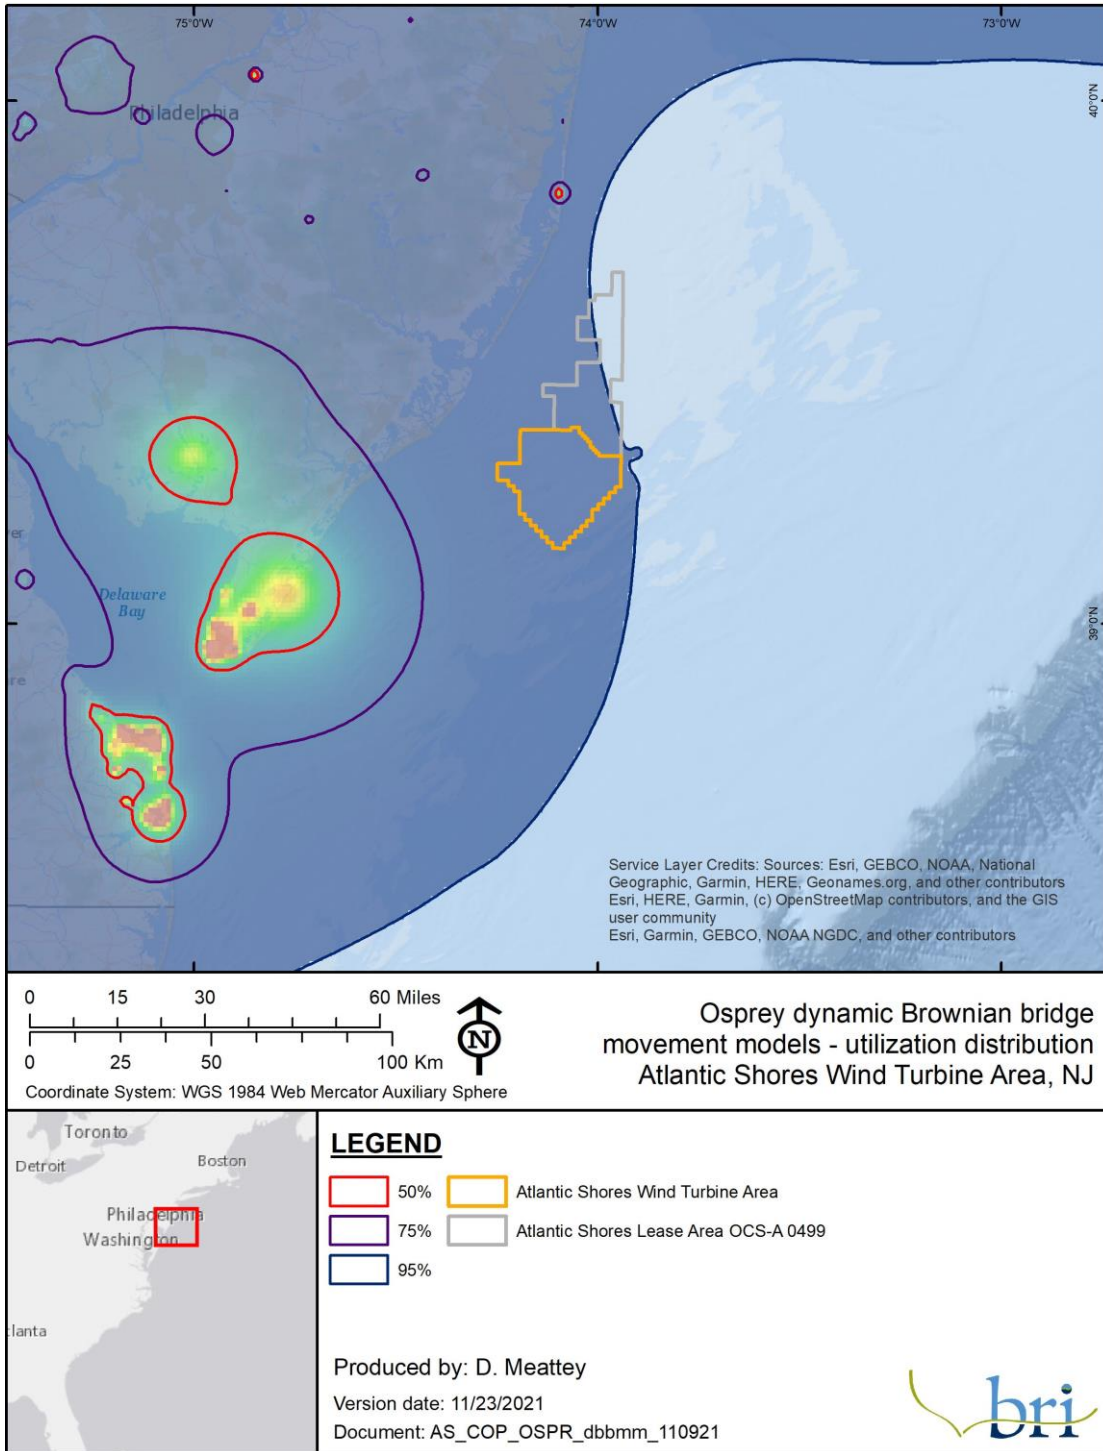 75°0'W
74°0'W
73°0'W
40°0'N
Philadelphia
39°0'N
Delaware
Bay
Service Layer Credits: Sources: Esri, GEBCO, NOAA, National
Geographic, Garmin, HERE, Geonames.org, and other contributors
Esri, HERE, Garmin, (c) OpenStreetMap contributors, and the GIS
user community
Esri, Garmin, GEBCO, NOAA NGDC, and other contributors
0 15 30 60 Miles
0 25 50 100 Km
N
Coordinate System: WGS 1984 Web Mercator Auxiliary Sphere
Osprey dynamic Brownian bridge
movement models - utilization distribution
Atlantic Shores Wind Turbine Area, NJ
Toronto
Detroit
Boston
Philadelphia
Washington
lanta
LEGEND
50% Atlantic Shores Wind Turbine Area
75% Atlantic Shores Lease Area OCS-A 0499
95%
Produced by: D. Meattey
Version date: 11/23/2021
Document: AS_COP_OSPR_dbbmm_110921
bri